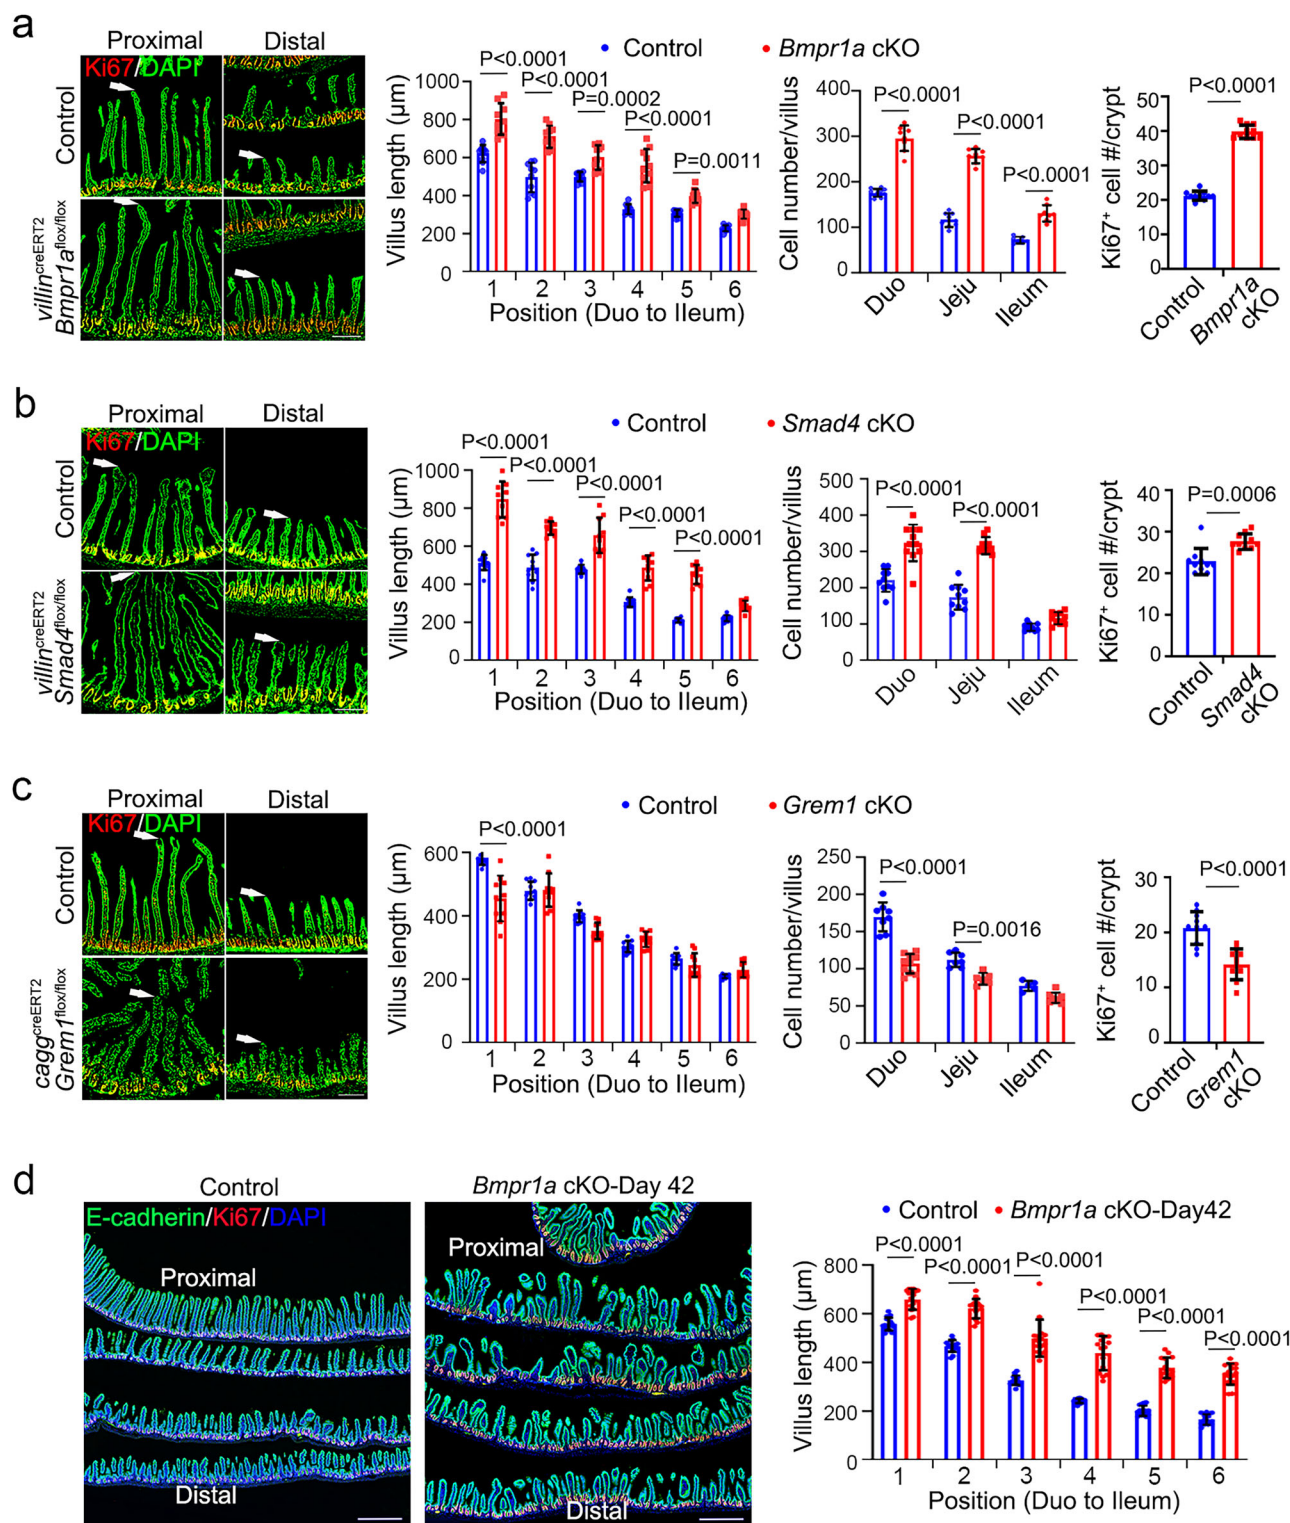 a
Proximal Distal
Ki67/DAPI
Control
villin^creERT2
Bmpr1a^flox/flox
Control Bmpr1a cKO
Villus length (µm)
1000
800
600
400
200
0
P<0.0001
P<0.0001
P=0.0002
P<0.0001
P=0.0011
1 2 3 4 5 6
Position (Duo to Ileum)
Cell number/villus
400
300
200
100
0
P<0.0001
P<0.0001
P<0.0001
Duo Jeju Ileum
Ki67⁺ cell #/crypt
50
40
30
20
10
0
P<0.0001
Control Bmpr1a
cKO
b
Proximal Distal
Ki67/DAPI
Control
villin^creERT2
Smad4^flox/flox
Control Smad4 cKO
Villus length (µm)
1000
800
600
400
200
0
P<0.0001
P<0.0001
P<0.0001
P<0.0001
P<0.0001
1 2 3 4 5 6
Position (Duo to Ileum)
Cell number/villus
500
400
300
200
100
0
P<0.0001
P<0.0001
Duo Jeju Ileum
Ki67⁺ cell #/crypt
40
30
20
10
0
P=0.0006
Control Smad4
cKO
c
Proximal Distal
Ki67/DAPI
Control
cagg^creERT2
Grem1^flox/flox
Control Grem1 cKO
Villus length (µm)
600
400
200
0
P<0.0001
1 2 3 4 5 6
Position (Duo to Ileum)
Cell number/villus
250
200
150
100
50
0
P<0.0001
P=0.0016
Duo Jeju Ileum
Ki67⁺ cell #/crypt
30
20
10
0
P<0.0001
Control Grem1
cKO
d
Control
E-cadherin/Ki67/DAPI
Proximal
Distal
Bmpr1a cKO-Day 42
Proximal
Distal
Control Bmpr1a cKO-Day42
Villus length (µm)
800
600
400
200
0
P<0.0001
P<0.0001
P<0.0001
P<0.0001
P<0.0001
P<0.0001
1 2 3 4 5 6
Position (Duo to Ileum)